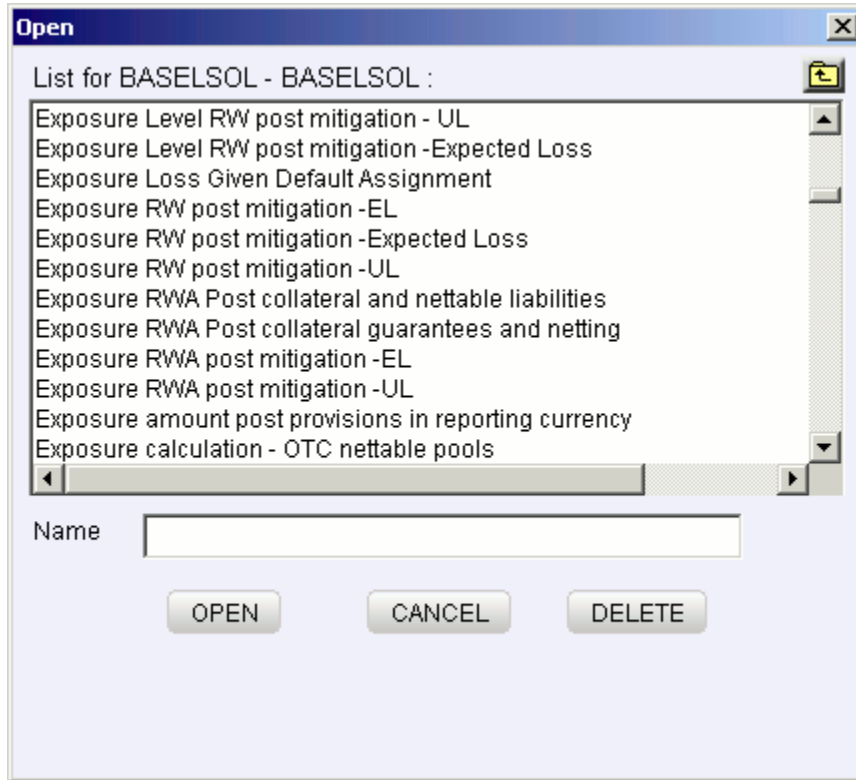 Open
List for BASELSOL - BASELSOL :
Exposure Level RW post mitigation - UL
Exposure Level RW post mitigation -Expected Loss
Exposure Loss Given Default Assignment
Exposure RW post mitigation -EL
Exposure RW post mitigation -Expected Loss
Exposure RW post mitigation -UL
Exposure RWA Post collateral and nettable liabilities
Exposure RWA Post collateral guarantees and netting
Exposure RWA post mitigation -EL
Exposure RWA post mitigation -UL
Exposure amount post provisions in reporting currency
Exposure calculation - OTC nettable pools
Name
OPEN CANCEL DELETE